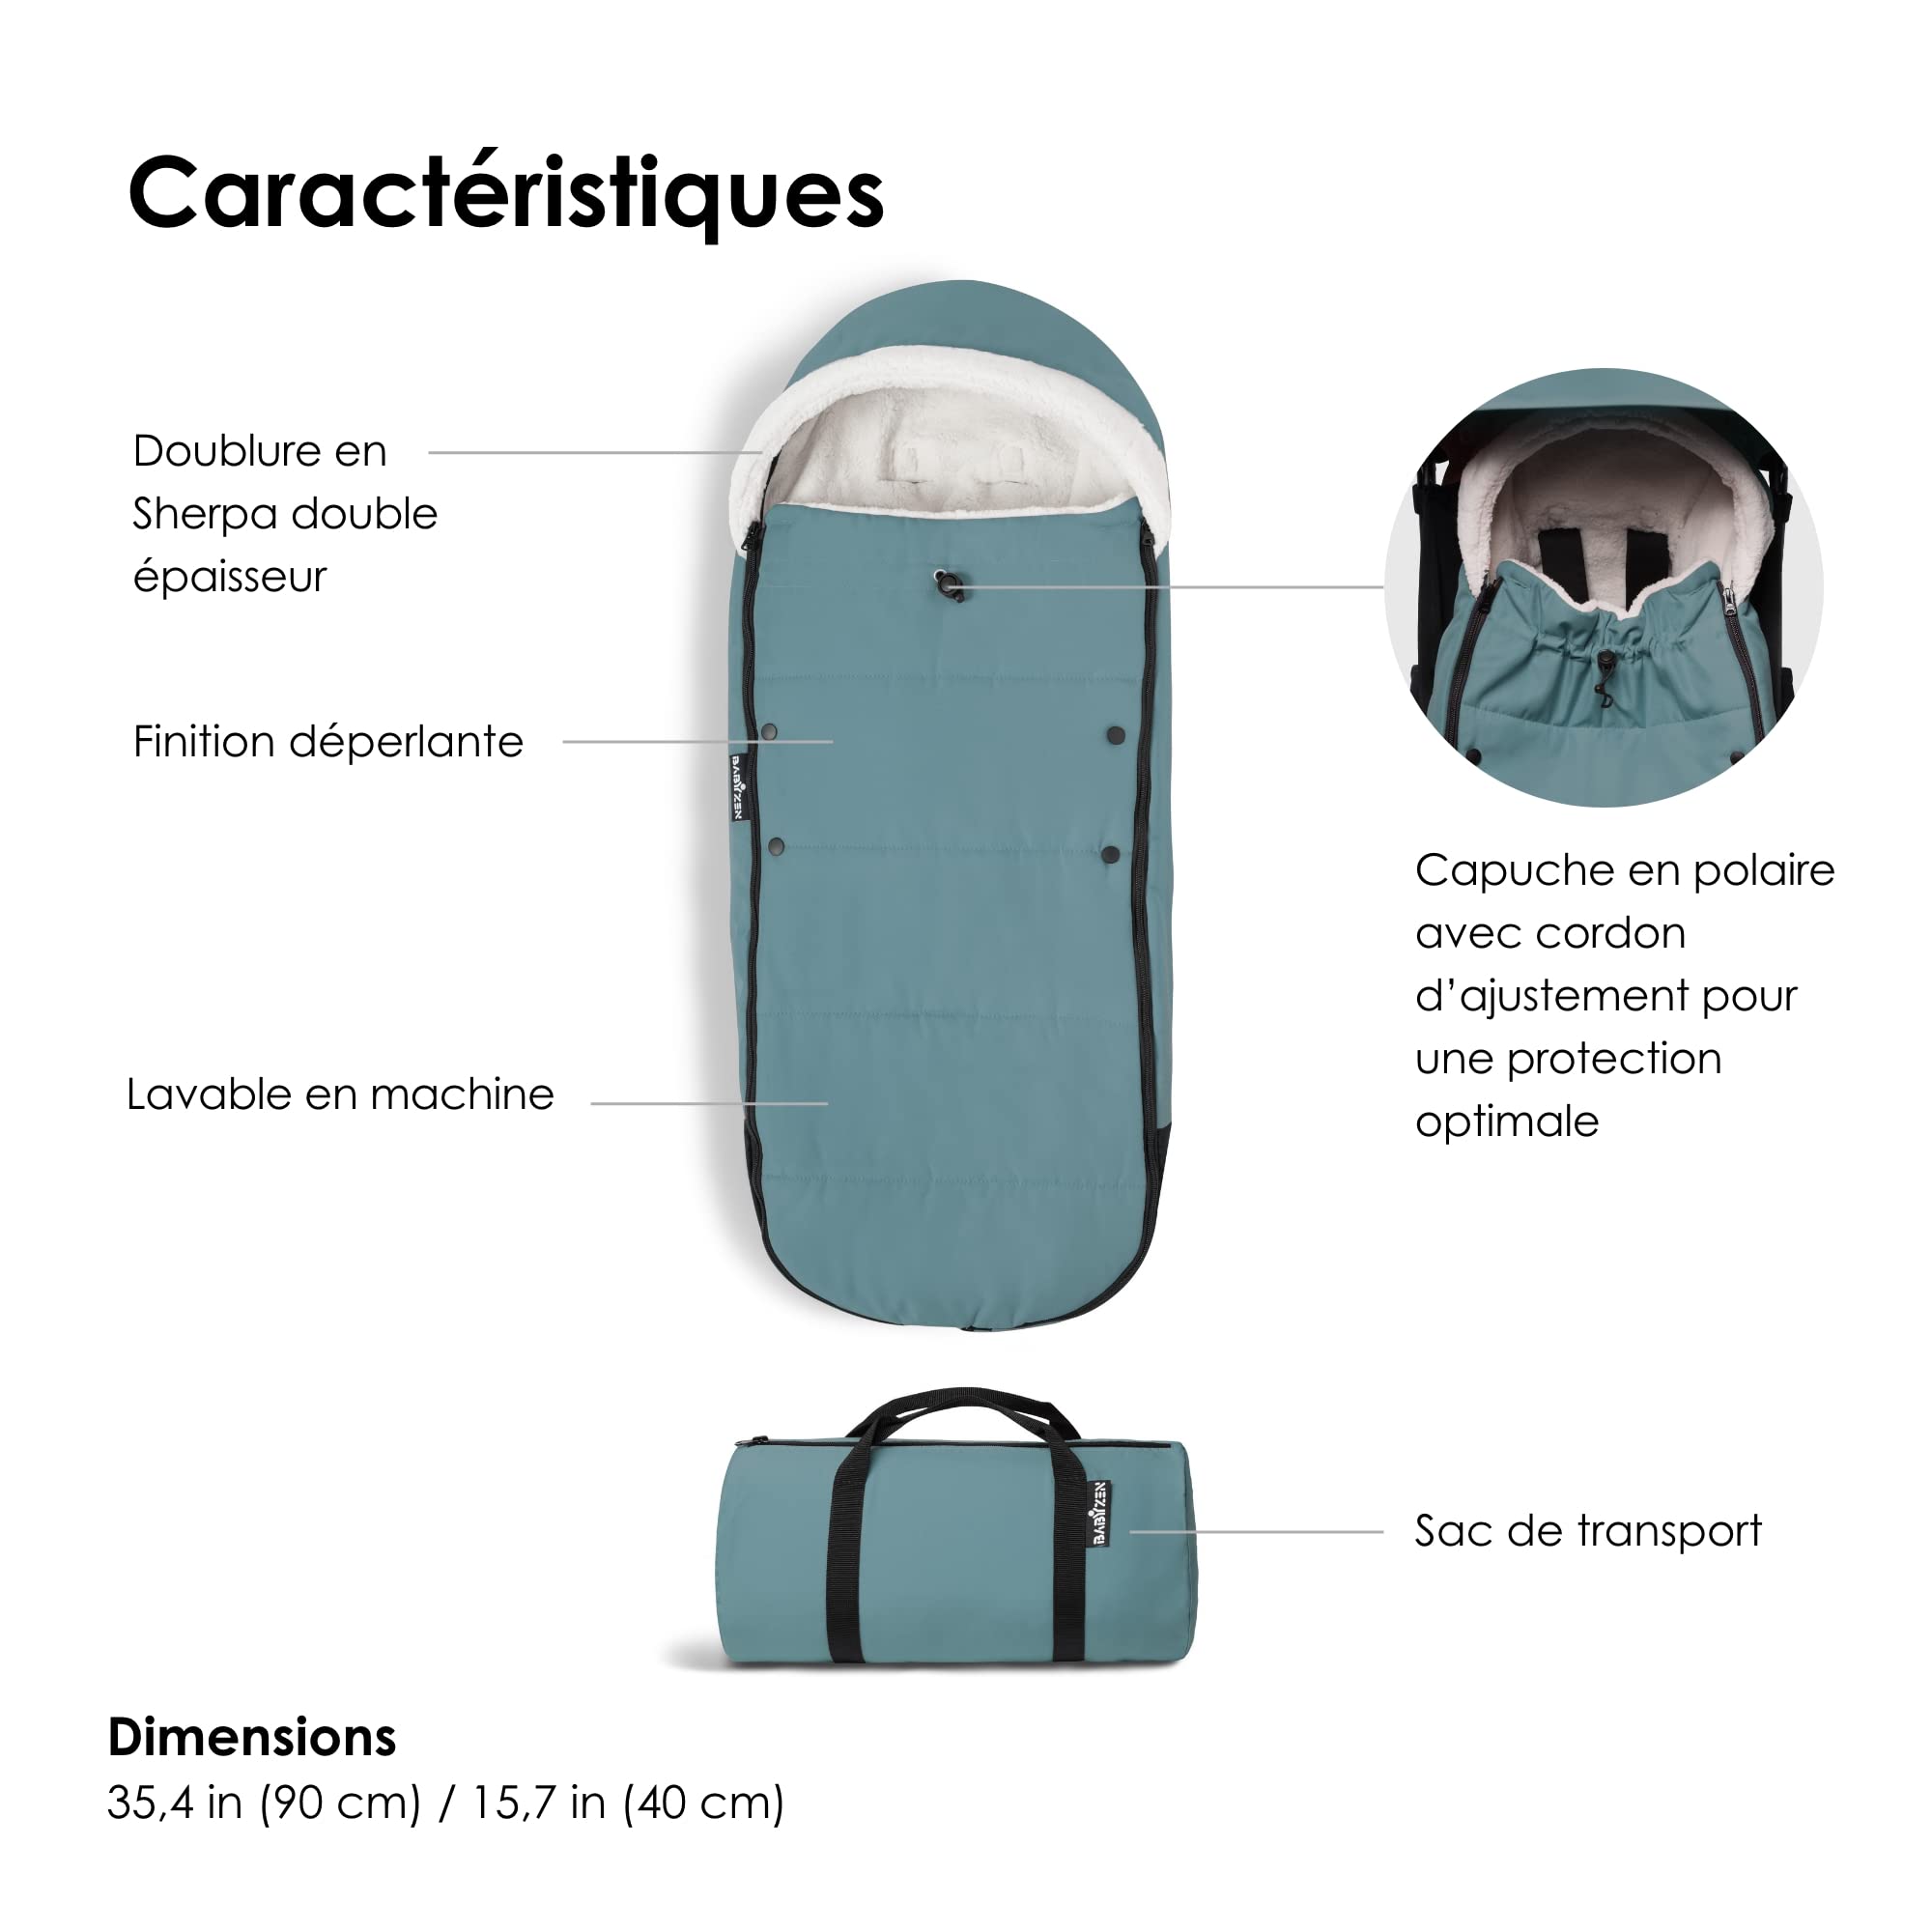 Caractéristiques
Doublure en
Sherpa double
épaisseur
Finition déperlante
BABYZEN
Lavable en machine
Capuche en polaire
avec cordon
d’ajustement pour
une protection
optimale
BABYZEN
Sac de transport
Dimensions
35,4 in (90 cm) / 15,7 in (40 cm)